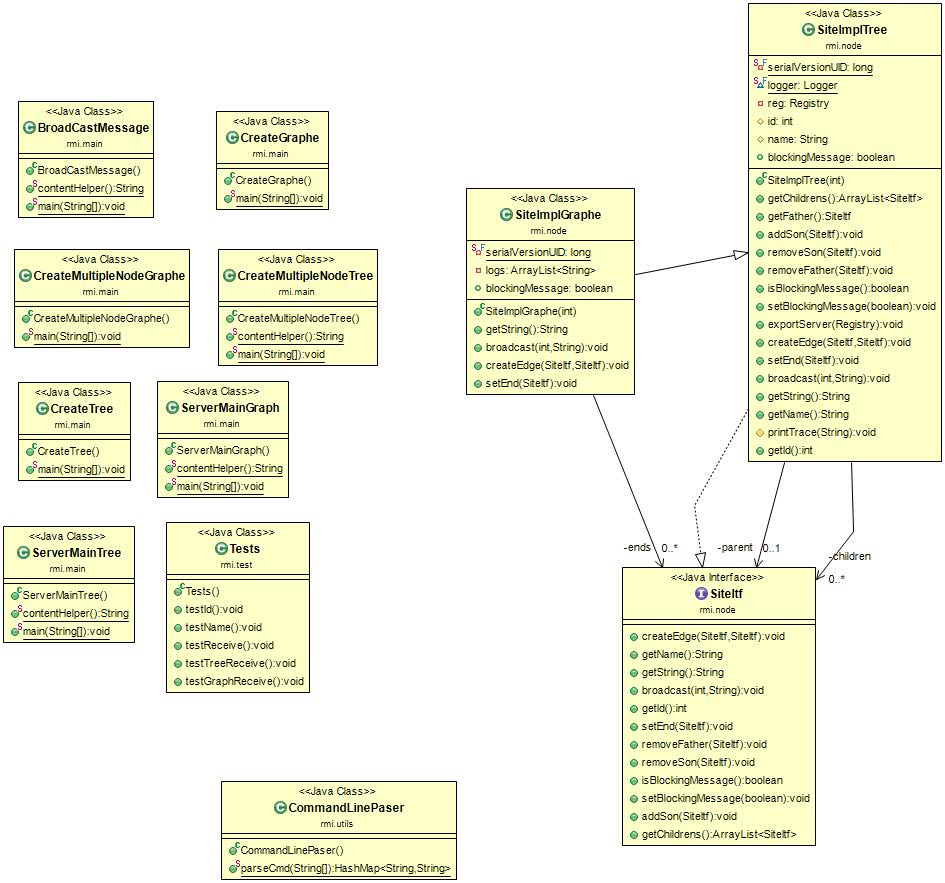 <<Java Class>>
BroadCastMessage
rmi.main
BroadCastMessage()
contentHelper():String
main(String[]):void
<<Java Class>>
CreateGraphe
rmi.main
CreateGraphe()
main(String[]):void
<<Java Class>>
CreateMultipleNodeGraphe
rmi.main
CreateMultipleNodeGraphe()
main(String[]):void
<<Java Class>>
CreateMultipleNodeTree
rmi.main
CreateMultipleNodeTree()
contentHelper():String
main(String[]):void
<<Java Class>>
CreateTree
rmi.main
CreateTree()
main(String[]):void
<<Java Class>>
ServerMainGraph
rmi.main
ServerMainGraph()
contentHelper():String
main(String[]):void
<<Java Class>>
ServerMainTree
rmi.main
ServerMainTree()
contentHelper():String
main(String[]):void
<<Java Class>>
Tests
rmi.test
Tests()
testId():void
testName():void
testReceive():void
testTreeReceive():void
testGraphReceive():void
<<Java Class>>
CommandLinePaser
rmi.utils
CommandLinePaser()
parseCmd(String[]):HashMap<String,String>
<<Java Class>>
SiteImplGraphe
rmi.node
serialVersionUID: long
logs: ArrayList<String>
blockingMessage: boolean
SiteImplGraphe(int)
getString():String
broadcast(int,String):void
createEdge(SiteItf,SiteItf):void
setEnd(SiteItf):void
<<Java Class>>
SiteImplTree
rmi.node
serialVersionUID: long
logger: Logger
reg: Registry
id: int
name: String
blockingMessage: boolean
SiteImplTree(int)
getChildrens():ArrayList<SiteItf>
getFather():SiteItf
addSon(SiteItf):void
removeSon(SiteItf):void
removeFather(SiteItf):void
isBlockingMessage():boolean
setBlockingMessage(boolean):void
exportServer(Registry):void
createEdge(SiteItf,SiteItf):void
setEnd(SiteItf):void
broadcast(int,String):void
getString():String
getName():String
printTrace(String):void
getId():int
-ends 0..*
-parent 0..1
-children
0..*
<<Java Interface>>
SiteItf
rmi.node
createEdge(SiteItf,SiteItf):void
getName():String
getString():String
broadcast(int,String):void
getId():int
setEnd(SiteItf):void
removeFather(SiteItf):void
removeSon(SiteItf):void
isBlockingMessage():boolean
setBlockingMessage(boolean):void
addSon(SiteItf):void
getChildrens():ArrayList<SiteItf>